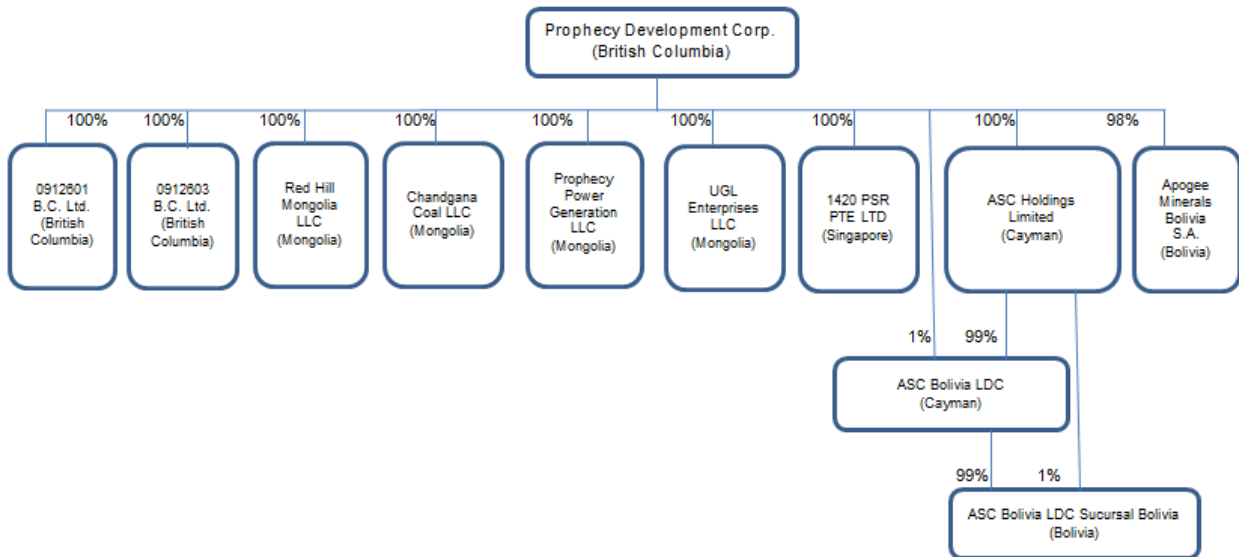 Prophecy Development Corp.
(British Columbia)
100%
100%
100%
100%
100%
100%
100%
100%
98%
0912601
B.C. Ltd.
(British
Columbia)
0912603
B.C. Ltd.
(British
Columbia)
Red Hill
Mongolia
LLC
(Mongolia)
Chandgana
Coal LLC
(Mongolia)
Prophecy
Power
Generation
LLC
(Mongolia)
UGL
Enterprises
LLC
(Mongolia)
1420 PSR
PTE LTD
(Singapore)
ASC Holdings
Limited
(Cayman)
Apogee
Minerals
Bolivia
S.A.
(Bolivia)
1%
99%
ASC Bolivia LDC
(Cayman)
99%
1%
ASC Bolivia LDC Sucursal Bolivia
(Bolivia)